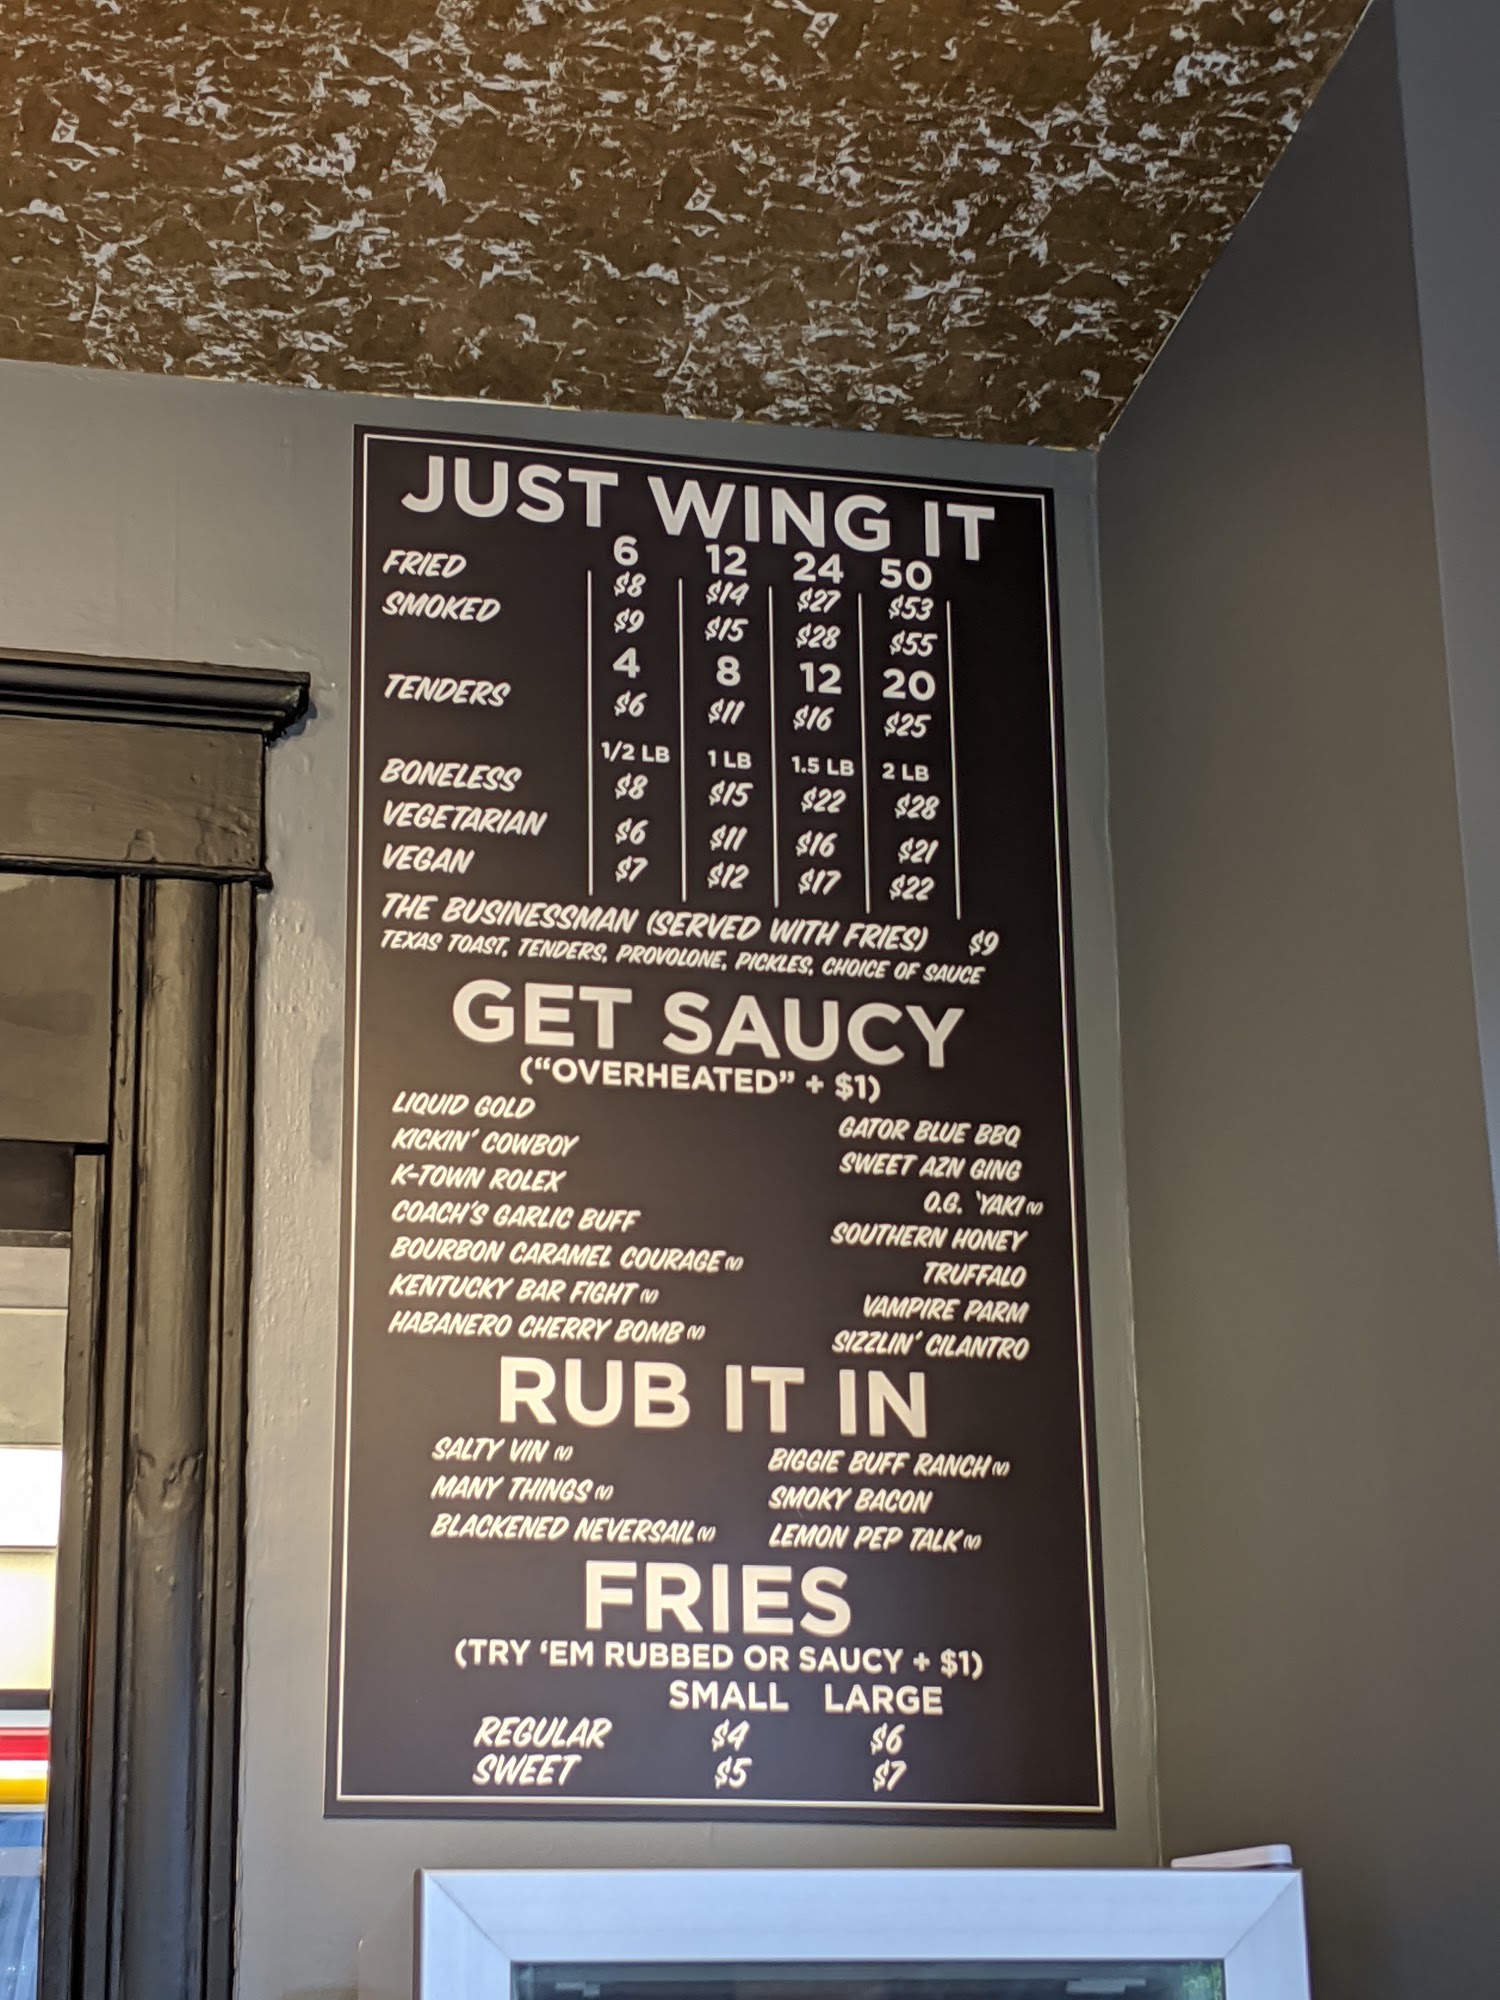 JUST WING IT
6 12 24 50
FRIED $8 $14 $27 $53
SMOKED $9 $15 $28 $55
4 8 12 20
TENDERS $6 $11 $16 $25
1/2 LB 1 LB 1.5 LB 2 LB
BONELESS $8 $15 $22 $28
VEGETARIAN $6 $11 $16 $21
VEGAN $7 $12 $17 $22
THE BUSINESSMAN (SERVED WITH FRIES) $9
TEXAS TOAST, TENDERS, PROVOLONE, PICKLES, CHOICE OF SAUCE
GET SAUCY
("OVERHEATED" + $1)
LIQUID GOLD GATOR BLUE BBQ
KICKIN' COWBOY SWEET AZN GING
K-TOWN ROLEX O.G. 'YAKI (V)
COACH'S GARLIC BUFF SOUTHERN HONEY
BOURBON CARAMEL COURAGE (V) TRUFFALO
KENTUCKY BAR FIGHT (V) VAMPIRE PARM
HABANERO CHERRY BOMB (V) SIZZLIN' CILANTRO
RUB IT IN
SALTY VIN (V) BIGGIE BUFF RANCH (V)
MANY THINGS (V) SMOKY BACON
BLACKENED NEVERSAIL (V) LEMON PEP TALK (V)
FRIES
(TRY 'EM RUBBED OR SAUCY + $1)
SMALL LARGE
REGULAR $4 $6
SWEET $5 $7